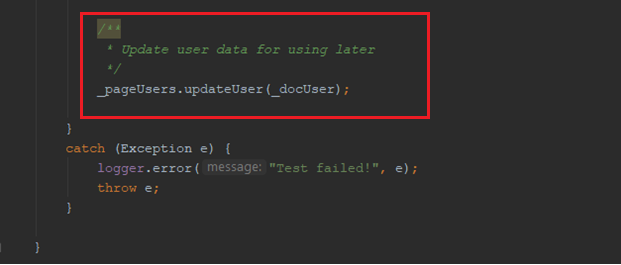 /**
* Update user data for using later
*/
_pageUsers.updateUser(_docUser);
}
catch (Exception e) {
logger.error( message: "Test failed!", e);
throw e;
}
}